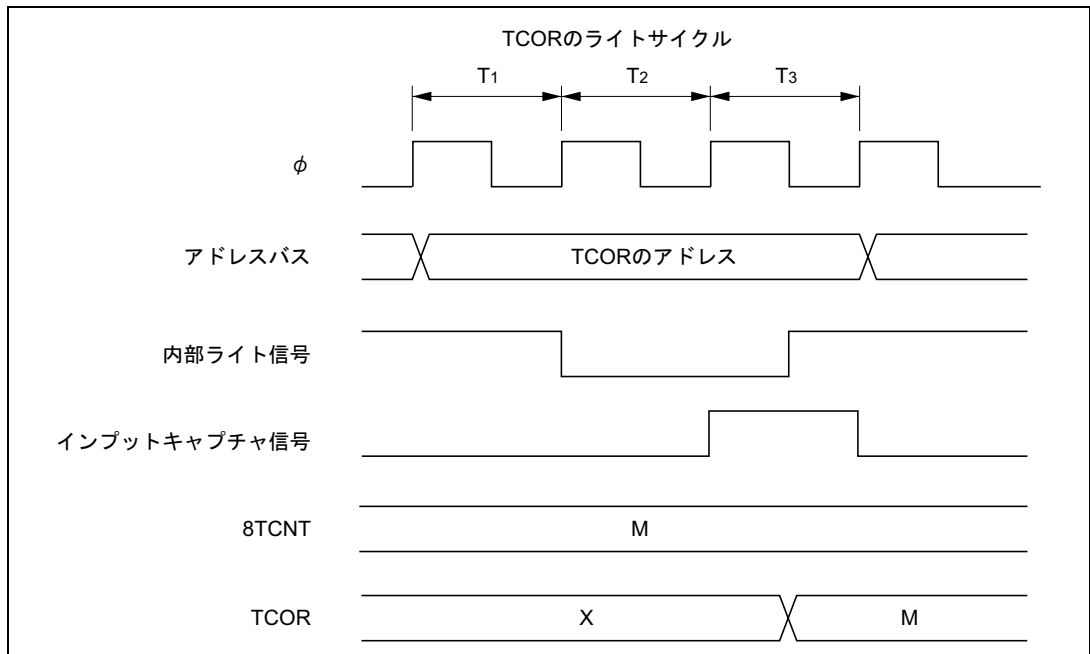 TCORのライトサイクル
T1 T2 T3
φ
アドレスバス TCORのアドレス
内部ライト信号
インプットキャプチャ信号
8TCNT M
TCOR X M